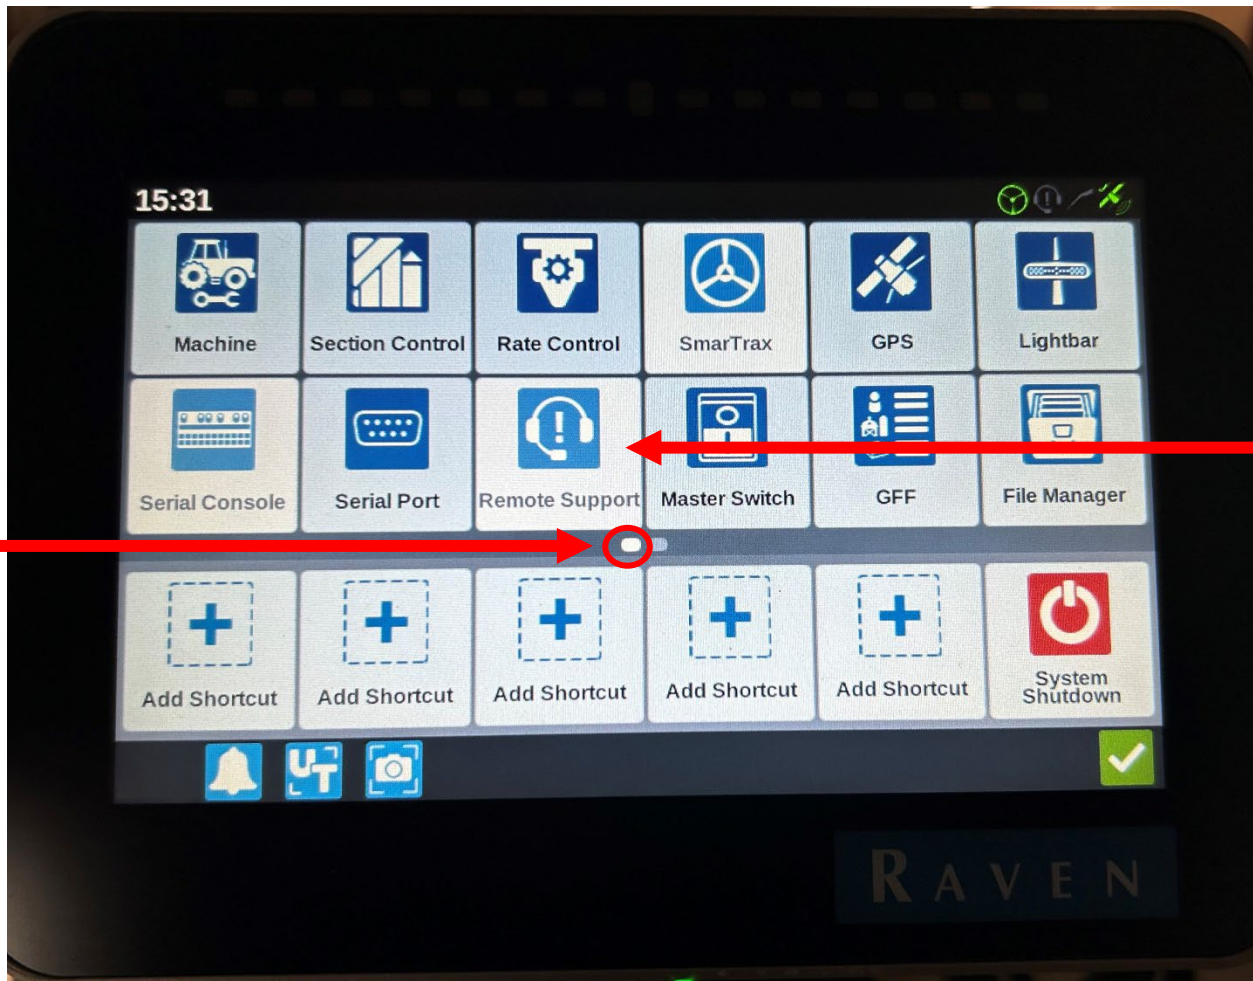 15:31
Machine
Section Control
Rate Control
SmarTrax
GPS
Lightbar
Serial Console
Serial Port
Remote Support
Master Switch
GFF
File Manager
Add Shortcut
Add Shortcut
Add Shortcut
Add Shortcut
Add Shortcut
System
Shutdown
UT
RAVEN